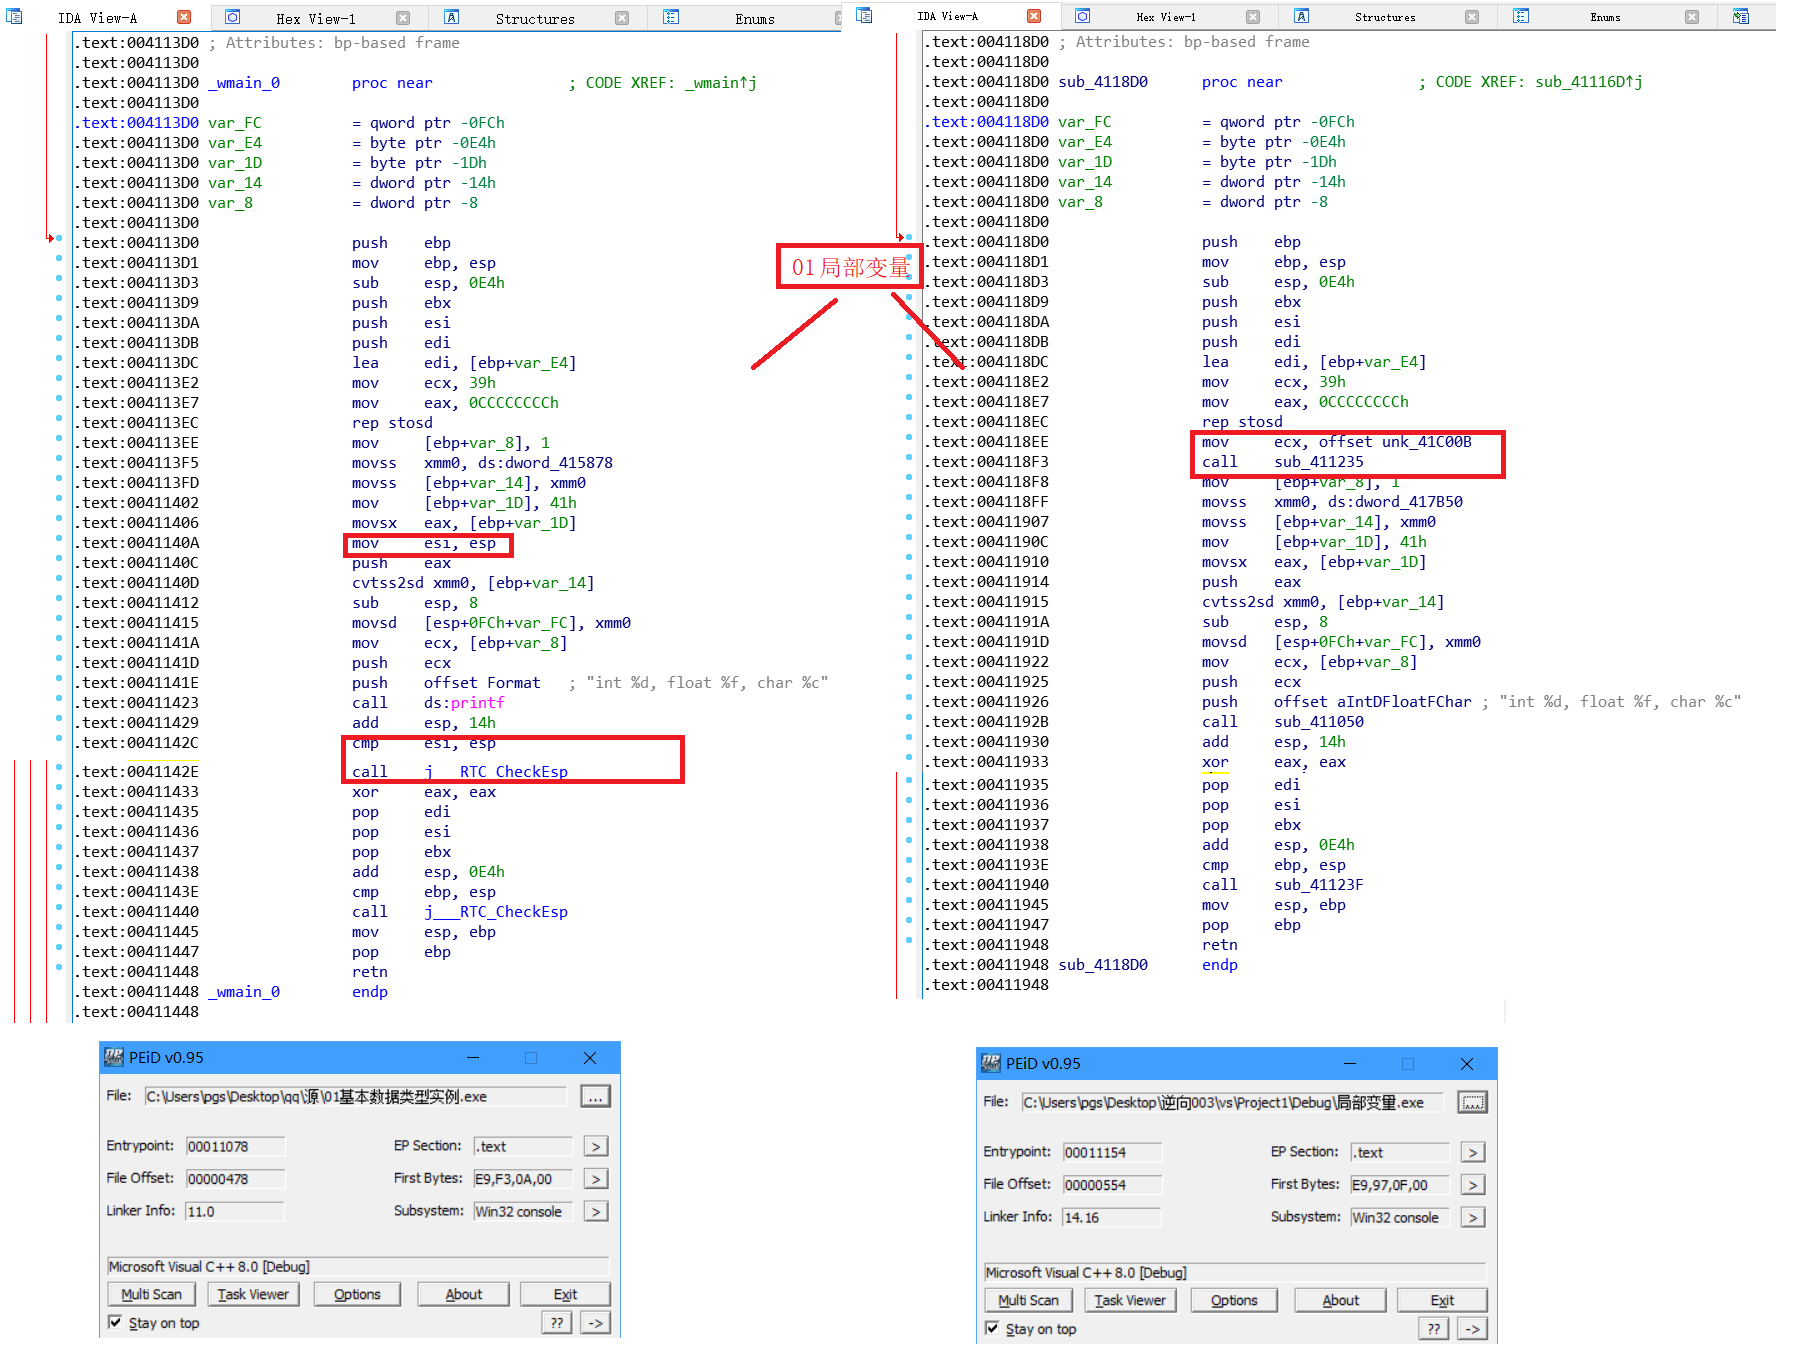 IDA View-A
Hex View-1
Structures
Enums
.text:004113D0 ; Attributes: bp-based frame
.text:004113D0
.text:004113D0 _wmain_0 proc near ; CODE XREF: _wmain↑j
.text:004113D0
.text:004113D0 var_FC = qword ptr -0FCh
.text:004113D0 var_E4 = byte ptr -0E4h
.text:004113D0 var_1D = byte ptr -1Dh
.text:004113D0 var_14 = dword ptr -14h
.text:004113D0 var_8 = dword ptr -8
.text:004113D0
.text:004113D0 push ebp
.text:004113D1 mov ebp, esp
.text:004113D3 sub esp, 0E4h
.text:004113D9 push ebx
.text:004113DA push esi
.text:004113DB push edi
.text:004113DC lea edi, [ebp+var_E4]
.text:004113E2 mov ecx, 39h
.text:004113E7 mov eax, 0CCCCCCCCh
.text:004113EC rep stosd
.text:004113EE mov [ebp+var_8], 1
.text:004113F5 movss xmm0, ds:dword_415878
.text:004113FD movss [ebp+var_14], xmm0
.text:00411402 mov [ebp+var_1D], 41h
.text:00411406 movsx eax, [ebp+var_1D]
.text:0041140A mov esi, esp
.text:0041140C push eax
.text:0041140D cvtss2sd xmm0, [ebp+var_14]
.text:00411412 sub esp, 8
.text:00411415 movsd [esp+0FCh+var_FC], xmm0
.text:0041141A mov ecx, [ebp+var_8]
.text:0041141D push ecx
.text:0041141E push offset Format ; "int %d, float %f, char %c"
.text:00411423 call ds:printf
.text:00411429 add esp, 14h
.text:0041142C cmp esi, esp
.text:0041142E call j___RTC_CheckEsp
.text:00411433 xor eax, eax
.text:00411435 pop edi
.text:00411436 pop esi
.text:00411437 pop ebx
.text:00411438 add esp, 0E4h
.text:0041143E cmp ebp, esp
.text:00411440 call j___RTC_CheckEsp
.text:00411445 mov esp, ebp
.text:00411447 pop ebp
.text:00411448 retn
.text:00411448 _wmain_0 endp
.text:00411448
01局部变量
IDA View-A
Hex View-1
Structures
Enums
.text:004118D0 ; Attributes: bp-based frame
.text:004118D0
.text:004118D0 sub_4118D0 proc near ; CODE XREF: sub_41116D↑j
.text:004118D0
.text:004118D0 var_FC = qword ptr -0FCh
.text:004118D0 var_E4 = byte ptr -0E4h
.text:004118D0 var_1D = byte ptr -1Dh
.text:004118D0 var_14 = dword ptr -14h
.text:004118D0 var_8 = dword ptr -8
.text:004118D0
.text:004118D0 push ebp
.text:004118D1 mov ebp, esp
.text:004118D3 sub esp, 0E4h
.text:004118D9 push ebx
.text:004118DA push esi
.text:004118DB push edi
.text:004118DC lea edi, [ebp+var_E4]
.text:004118E2 mov ecx, 39h
.text:004118E7 mov eax, 0CCCCCCCCh
.text:004118EC rep stosd
.text:004118EE mov ecx, offset unk_41C00B
.text:004118F3 call sub_411235
.text:004118F8 mov [ebp+var_8], 1
.text:004118FF movss xmm0, ds:dword_417B50
.text:00411907 movss [ebp+var_14], xmm0
.text:0041190C mov [ebp+var_1D], 41h
.text:00411910 movsx eax, [ebp+var_1D]
.text:00411914 push eax
.text:00411915 cvtss2sd xmm0, [ebp+var_14]
.text:0041191A sub esp, 8
.text:0041191D movsd [esp+0FCh+var_FC], xmm0
.text:00411922 mov ecx, [ebp+var_8]
.text:00411925 push ecx
.text:00411926 push offset aIntDFloatFChar ; "int %d, float %f, char %c"
.text:0041192B call sub_411050
.text:00411930 add esp, 14h
.text:00411933 xor eax, eax
.text:00411935 pop edi
.text:00411936 pop esi
.text:00411937 pop ebx
.text:00411938 add esp, 0E4h
.text:0041193E cmp ebp, esp
.text:00411940 call sub_41123F
.text:00411945 mov esp, ebp
.text:00411947 pop ebp
.text:00411948 retn
.text:00411948 sub_4118D0 endp
.text:00411948
PEiD v0.95
File: C:\Users\pgs\Desktop\qq\源\01基本数据类型实例.exe ...
Entrypoint: 00011078 EP Section: .text >
File Offset: 00000478 First Bytes: E9,F3,0A,00 >
Linker Info: 11.0 Subsystem: Win32 console >
Microsoft Visual C++ 8.0 [Debug]
Multi Scan Task Viewer Options About Exit
Stay on top ?? ->
PEiD v0.95
File: C:\Users\pgs\Desktop\逆向003\vs\Project1\Debug\局部变量.exe ...
Entrypoint: 00011154 EP Section: .text >
File Offset: 00000554 First Bytes: E9,97,0F,00 >
Linker Info: 14.16 Subsystem: Win32 console >
Microsoft Visual C++ 8.0 [Debug]
Multi Scan Task Viewer Options About Exit
Stay on top ?? ->